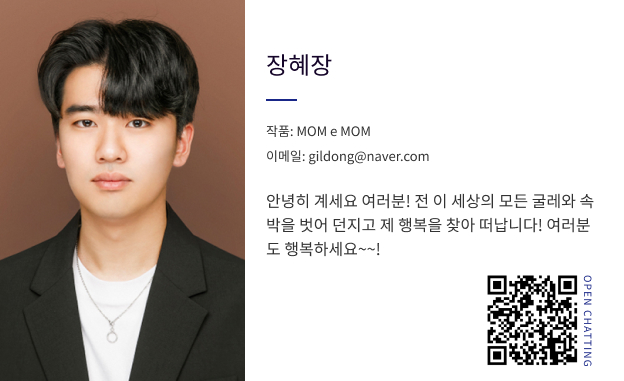 장혜장
작품: MOM e MOM
이메일: gildong@naver.com
안녕히 계세요 여러분! 전 이 세상의 모든 굴레와 속
박을 벗어 던지고 제 행복을 찾아 떠납니다! 여러분
도 행복하세요~~!
OPEN CHATTING